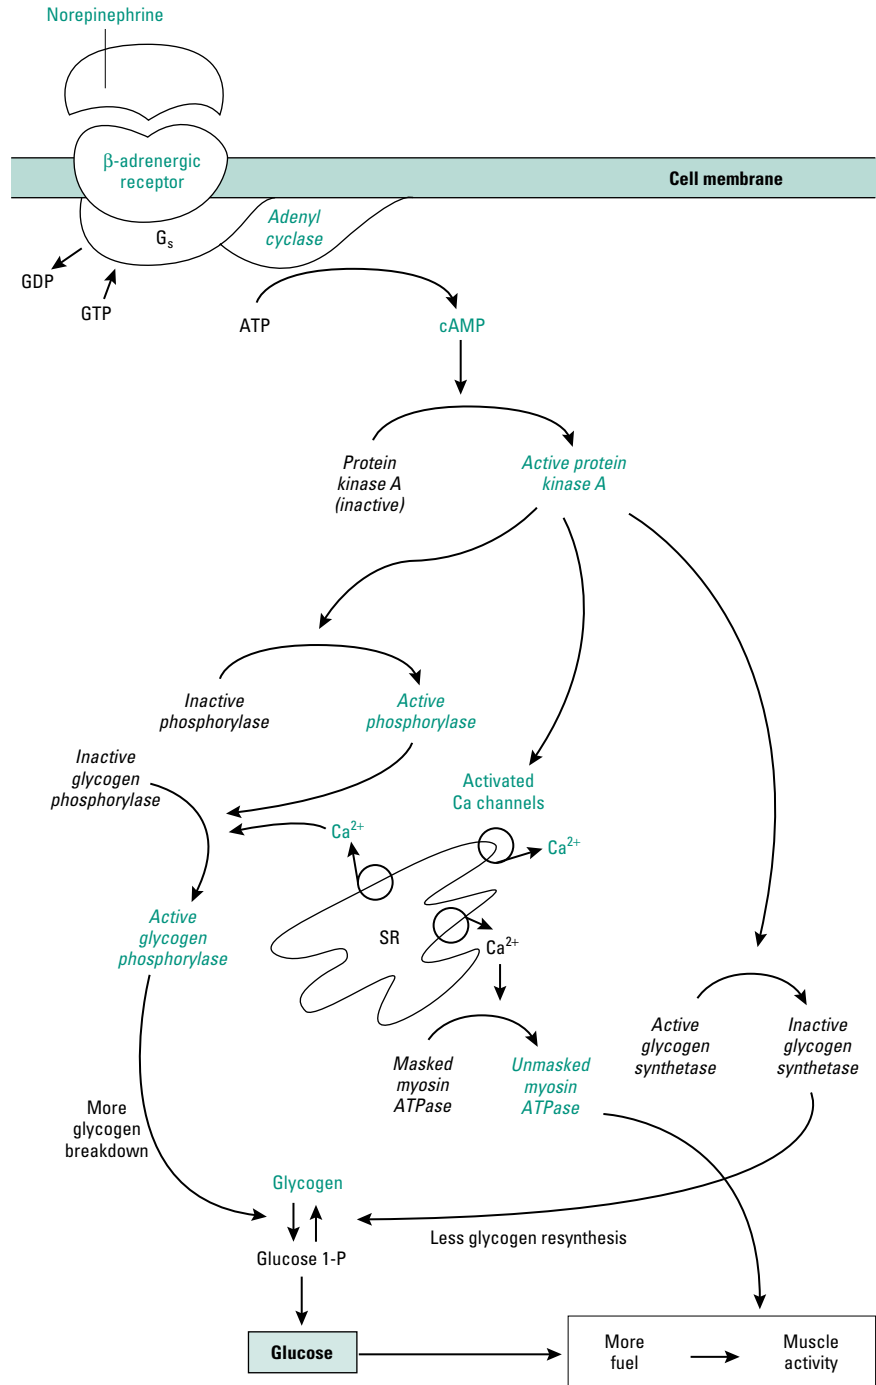 Norepinephrine
β-adrenergic
receptor
Cell membrane
Adenyl
cyclase
Gs
GDP
GTP
ATP
cAMP
Protein
kinase A
(inactive)
Active protein
kinase A
Inactive
phosphorylase
Active
phosphorylase
Inactive
glycogen
phosphorylase
Activated
Ca channels
Ca2+
Ca2+
Active
glycogen
phosphorylase
SR
Ca2+
Masked
myosin
ATPase
Unmasked
myosin
ATPase
Active
glycogen
synthetase
Inactive
glycogen
synthetase
More
glycogen
breakdown
Glycogen
Less glycogen resynthesis
Glucose 1-P
Glucose
More
fuel
Muscle
activity